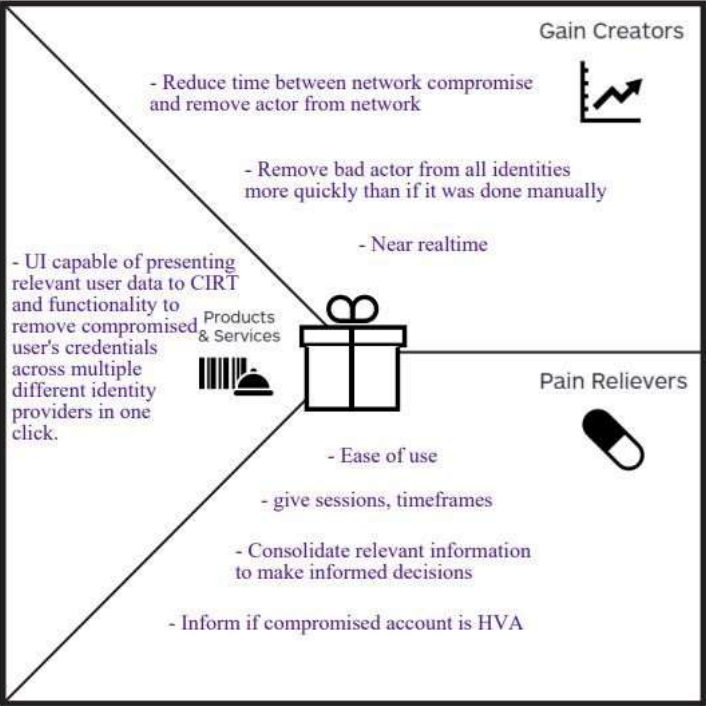 Gain Creators
- Reduce time between network compromise
and remove actor from network
- Remove bad actor from all identities
more quickly than if it was done manually
- Near realtime
- UI capable of presenting
relevant user data to CIRT
and functionality to
remove compromised
user's credentials
across multiple
different identity
providers in one
click.
Products
& Services
Pain Relievers
- Ease of use
- give sessions, timeframes
- Consolidate relevant information
to make informed decisions
- Inform if compromised account is HVA